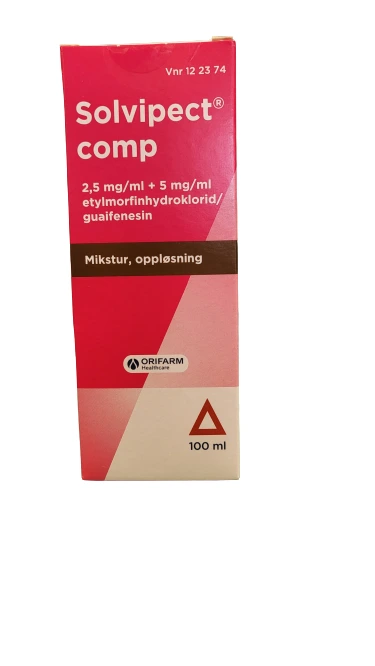 Vnr 12 23 74
Solvipect®
comp
2,5 mg/ml + 5 mg/ml
etylmorfinhydroklorid/
guaifenesin
Mikstur, oppløsning
ORIFARM
Healthcare
100 ml